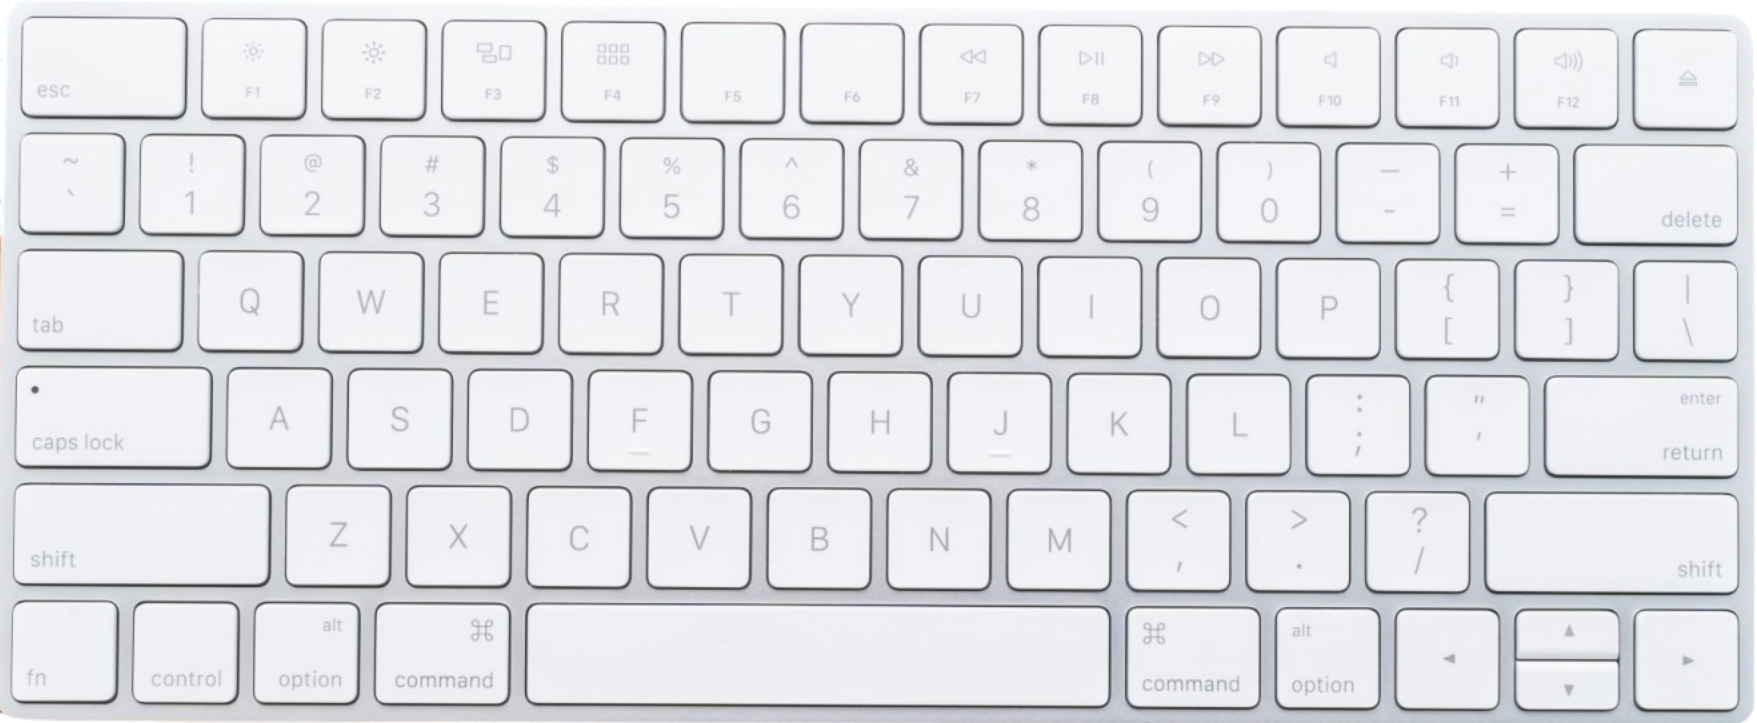 esc F1 F2 F3 F4 F5 F6 F7 F8 F9 F10 F11 F12
~ ! @ # $ % ^ & * ( ) — +
` 1 2 3 4 5 6 7 8 9 0 - = delete
tab Q W E R T Y U I O P { } |
[ ] \
caps lock A S D F G H J K L : " enter
; ' return
shift Z X C V B N M < > ?
, . / shift
alt ⌘ ⌘ alt ▲
fn control option command command option ◄ ▼ ►